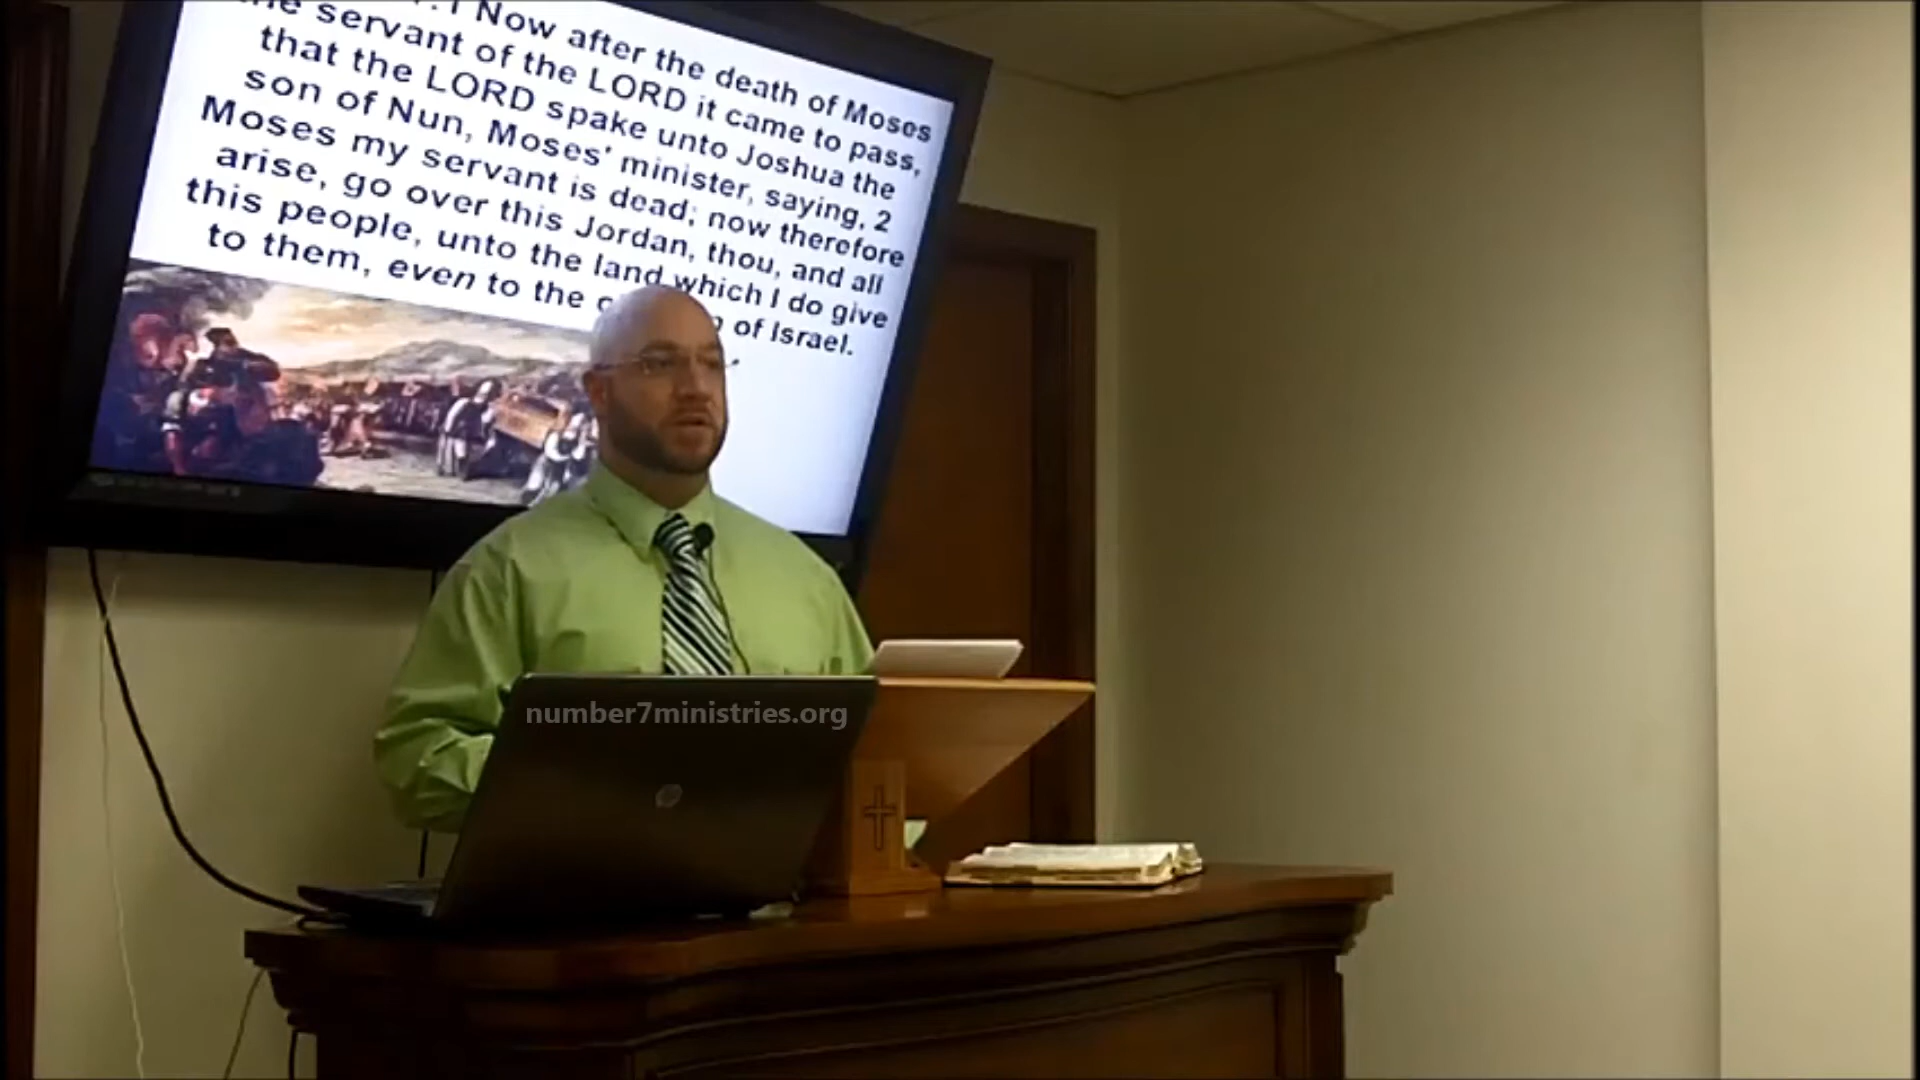 :1 Now after the death of Moses
the servant of the LORD it came to pass,
that the LORD spake unto Joshua the
son of Nun, Moses' minister, saying, 2
Moses my servant is dead; now therefore
arise, go over this Jordan, thou, and all
this people, unto the land which I do give
to them, even to the of Israel.
number7ministries.org